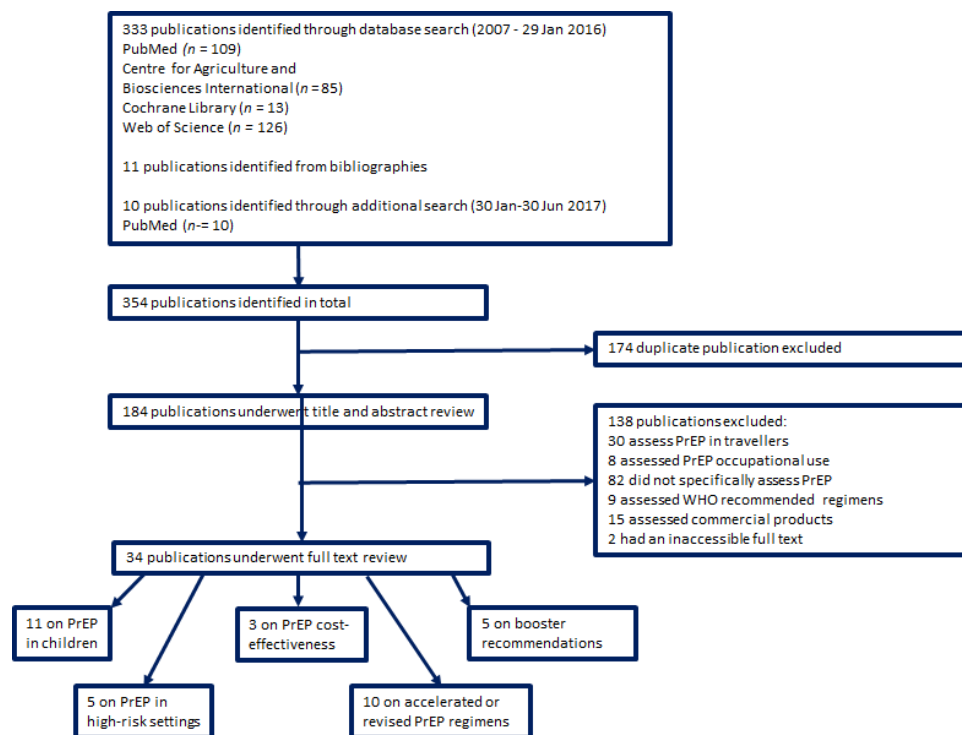 333 publications identified through database search (2007 - 29 Jan 2016)
PubMed (n = 109)
Centre for Agriculture and
Biosciences International (n = 85)
Cochrane Library (n = 13)
Web of Science (n = 126)
11 publications identified from bibliographies
10 publications identified through additional search (30 Jan-30 Jun 2017)
PubMed (n-= 10)
354 publications identified in total
174 duplicate publication excluded
184 publications underwent title and abstract review
138 publications excluded:
30 assess PrEP in travellers
8 assessed PrEP occupational use
82 did not specifically assess PrEP
9 assessed WHO recommended regimens
15 assessed commercial products
2 had an inaccessible full text
34 publications underwent full text review
11 on PrEP
in children
3 on PrEP cost-
effectiveness
5 on booster
recommendations
5 on PrEP in
high-risk settings
10 on accelerated or
revised PrEP regimens